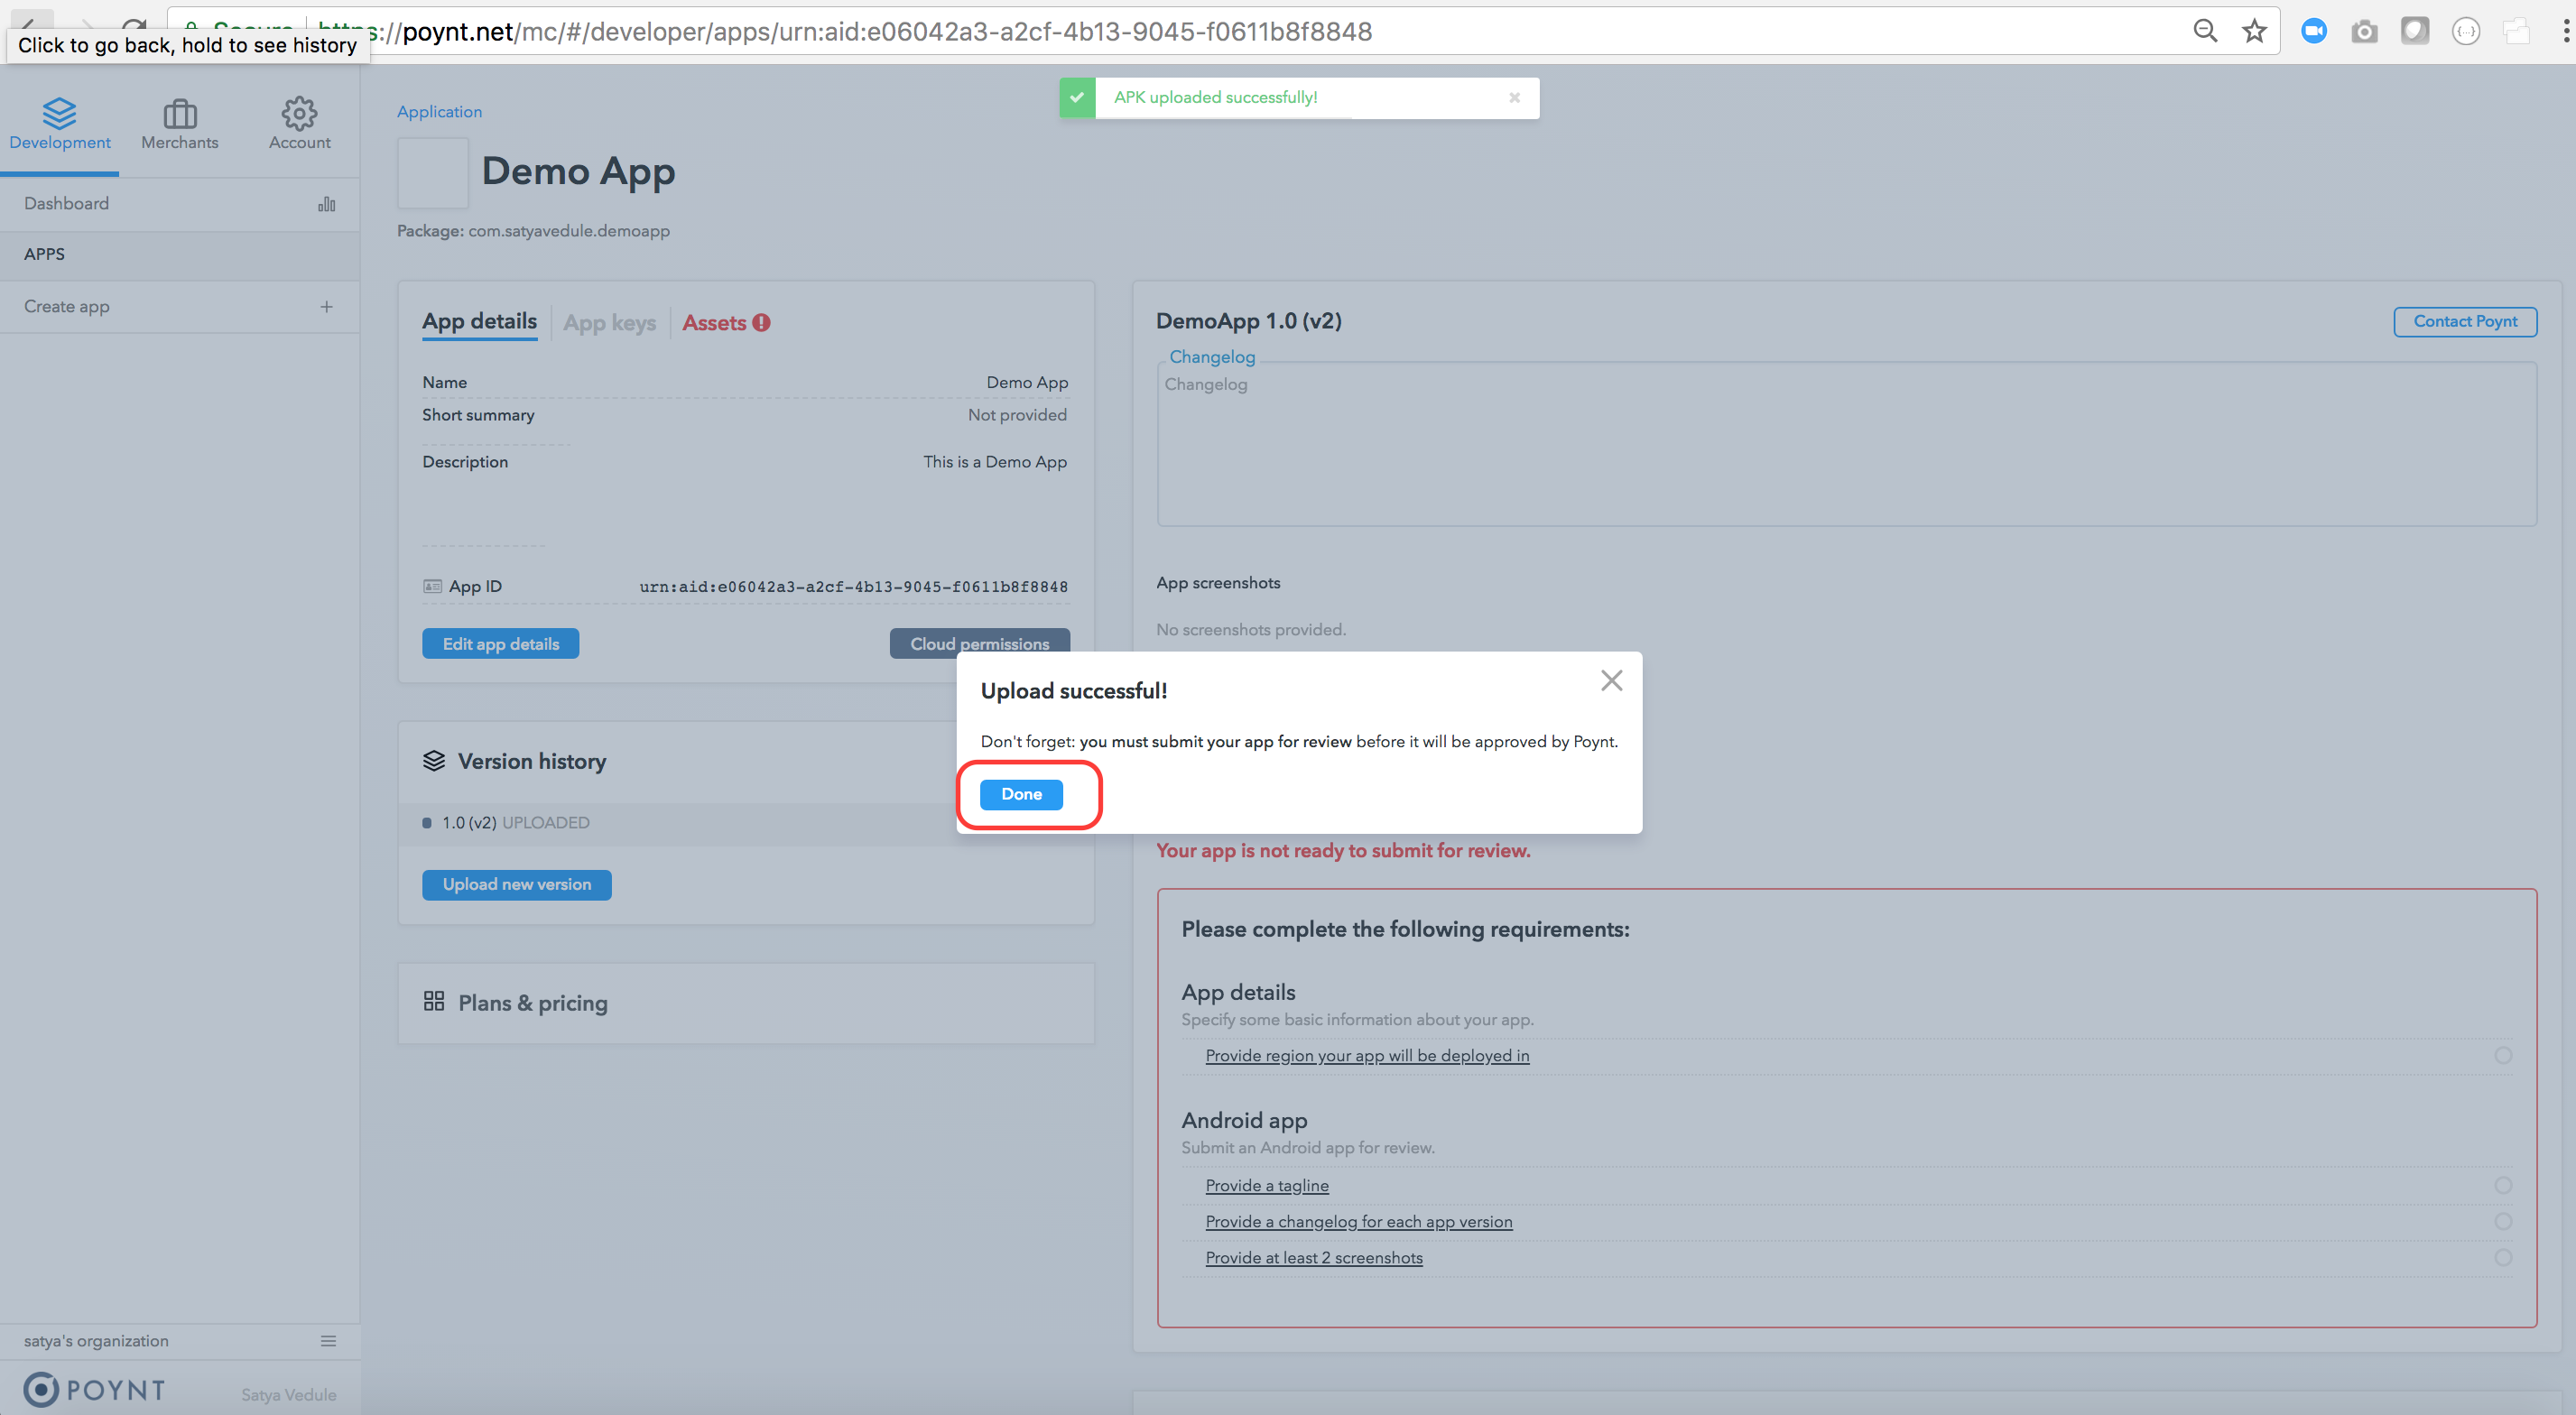 Secure https://poynt.net/mc/#/developer/apps/urn:aid:e06042a3-a2cf-4b13-9045-f0611b8f8848
Click to go back, hold to see history
APK uploaded successfully!
Development
Merchants
Account
Dashboard
APPS
Create app
Application
Demo App
Package: com.satyavedule.demoapp
App details
App keys
Assets
Name Demo App
Short summary Not provided
Description This is a Demo App
App ID urn:aid:e06042a3-a2cf-4b13-9045-f0611b8f8848
Edit app details
Cloud permissions
Version history
1.0 (v2) UPLOADED
Upload new version
Plans & pricing
DemoApp 1.0 (v2)
Contact Poynt
Changelog
Changelog
App screenshots
No screenshots provided.
Upload successful!
Don't forget: you must submit your app for review before it will be approved by Poynt.
Done
Your app is not ready to submit for review.
Please complete the following requirements:
App details
Specify some basic information about your app.
Provide region your app will be deployed in
Android app
Submit an Android app for review.
Provide a tagline
Provide a changelog for each app version
Provide at least 2 screenshots
satya's organization
POYNT
Satya Vedule